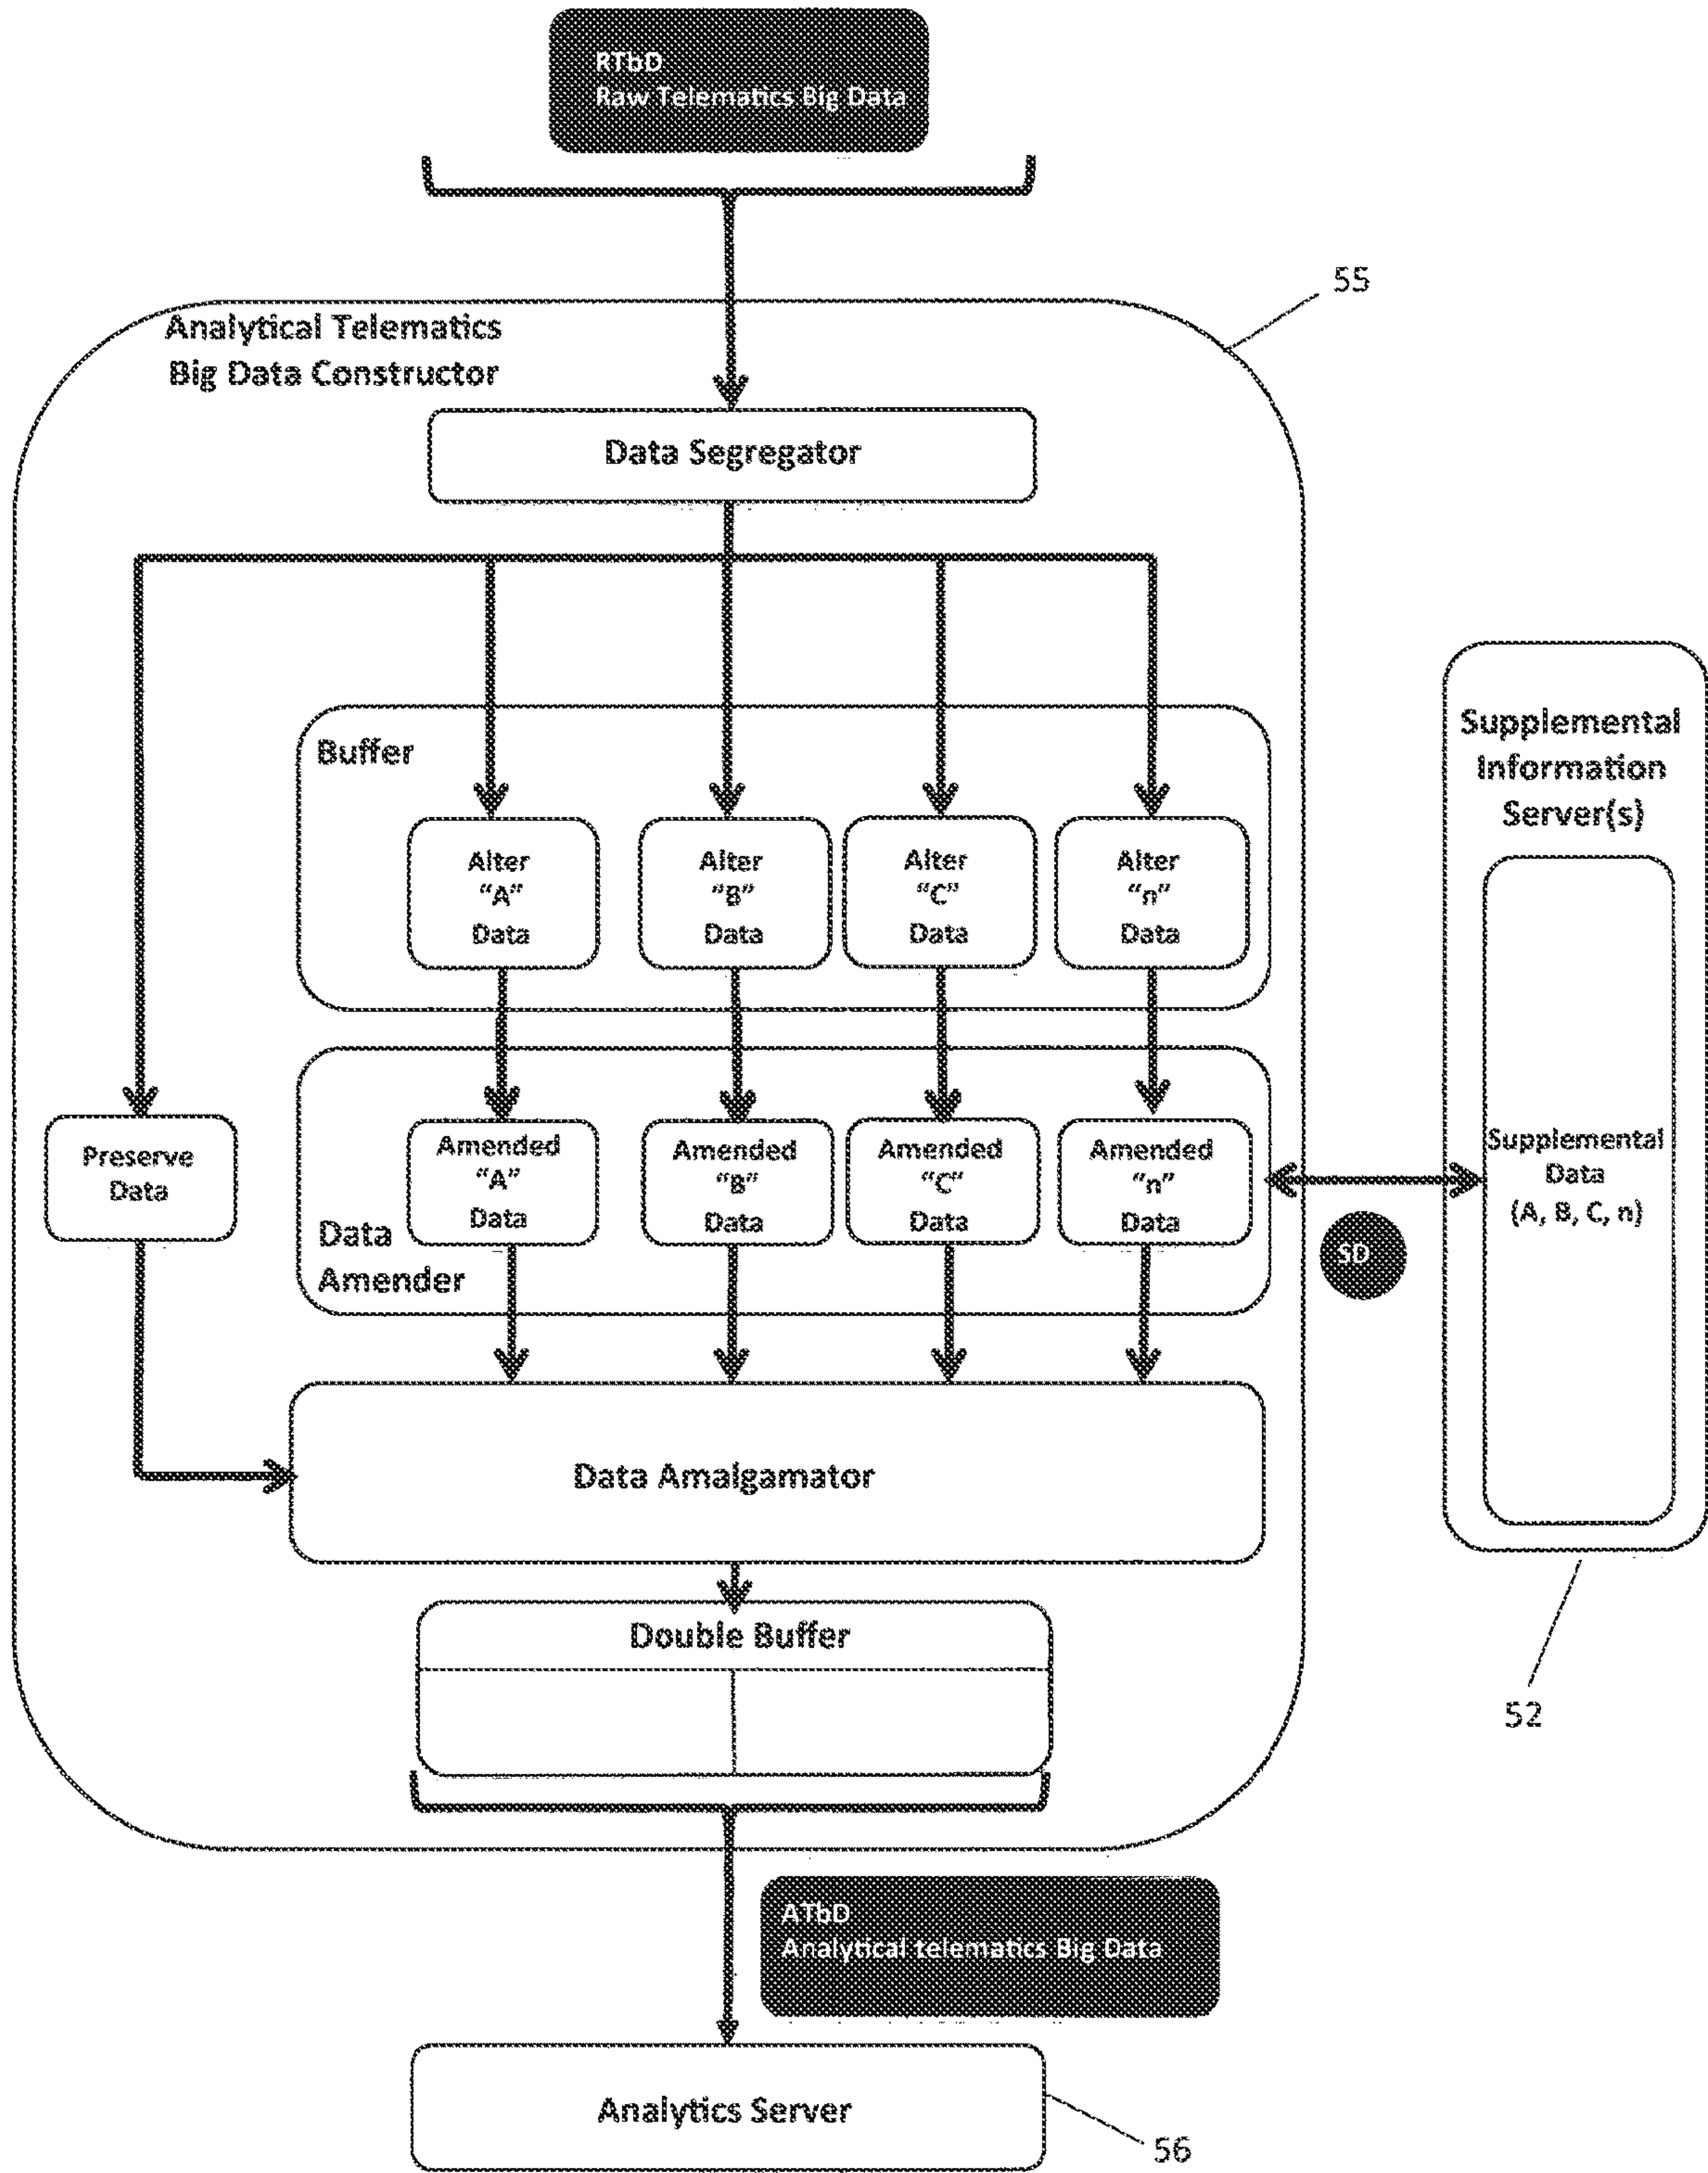 RTbD
Raw Telematics Big Data
55
Analytical Telematics
Big Data Constructor
Data Segregator
Buffer
Alter
“A”
Data
Alter
“B”
Data
Alter
“C”
Data
Alter
“n”
Data
Supplemental
Information
Server(s)
Preserve
Data
Amended
“A”
Data
Amended
“B”
Data
Amended
“C”
Data
Amended
“n”
Data
Data
Amender
Supplemental
Data
(A, B, C, n)
SD
Data Amalgamator
Double Buffer
52
ATbD
Analytical telematics Big Data
Analytics Server
56